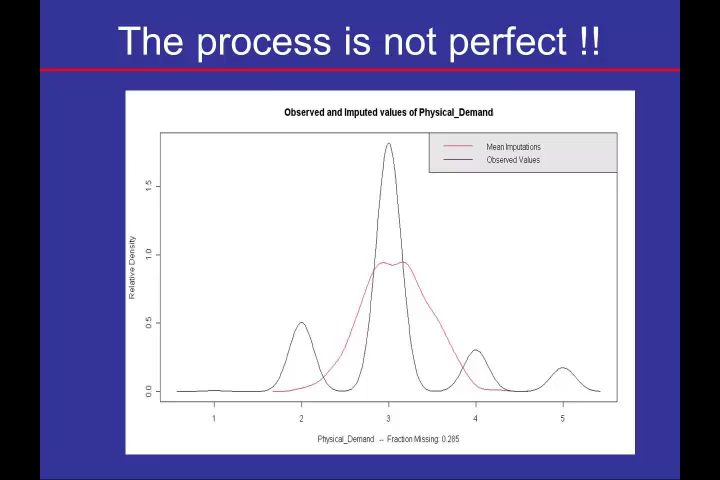 The process is not perfect !!
Observed and Imputed values of Physical_Demand
Mean Imputations
Observed Values
Relative Density
0.0
0.5
1.0
1.5
1
2
3
4
5
Physical_Demand -- Fraction Missing: 0.285